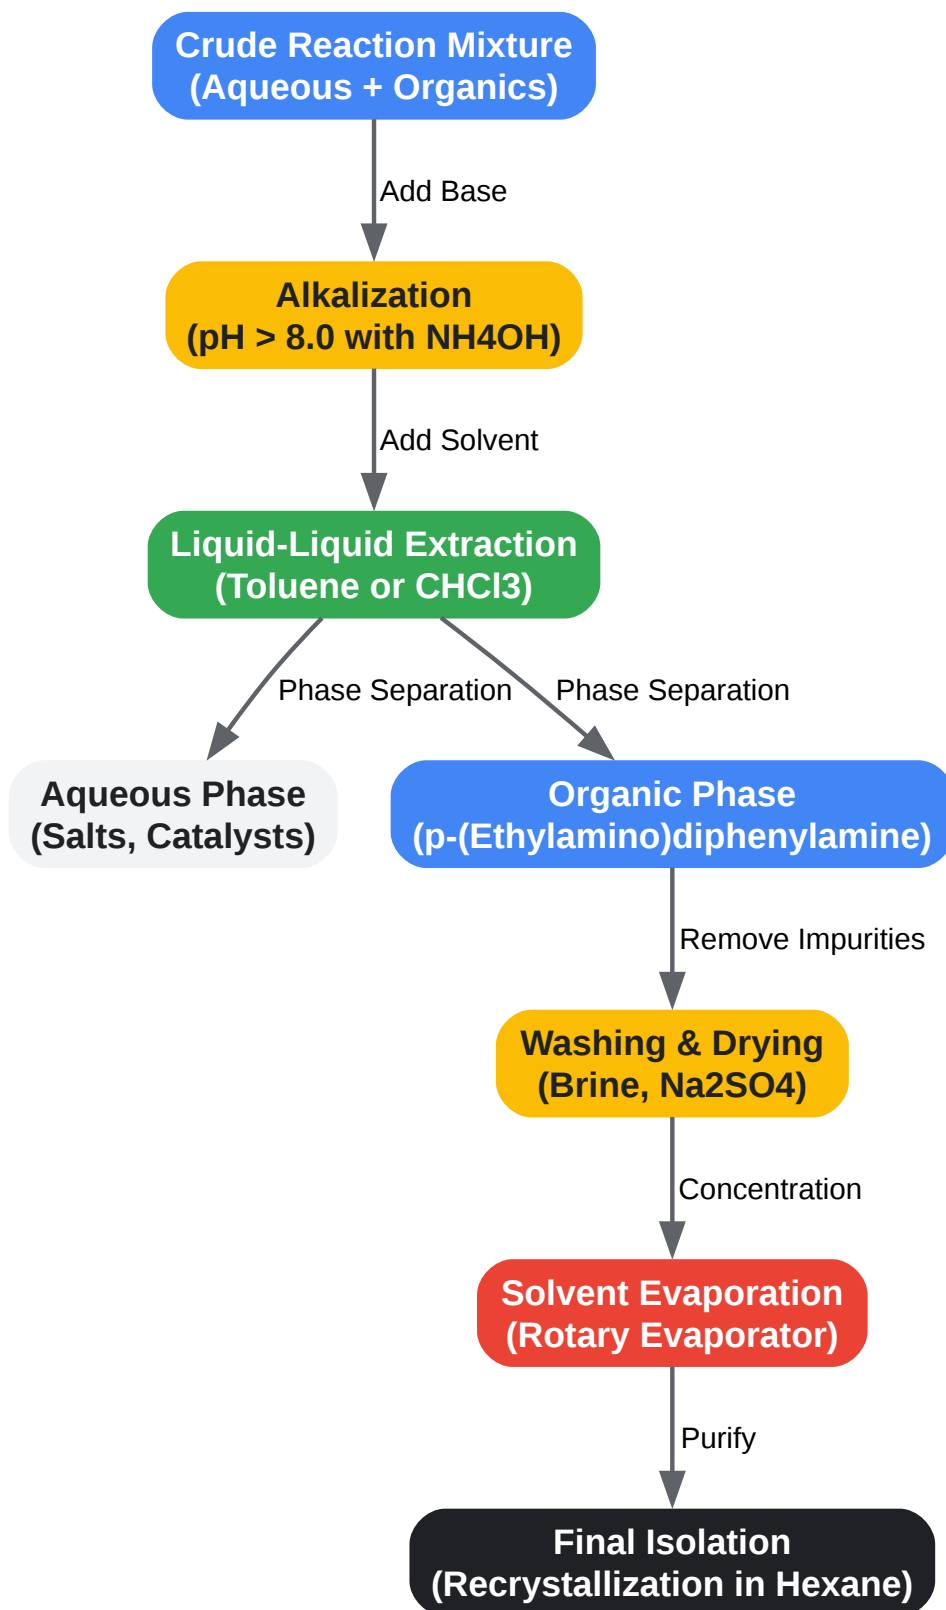 Crude Reaction Mixture
(Aqueous + Organics)
Add Base
Alkalization
(pH > 8.0 with NH4OH)
Add Solvent
Liquid-Liquid Extraction
(Toluene or CHCl3)
Phase Separation
Phase Separation
Aqueous Phase
(Salts, Catalysts)
Organic Phase
(p-(Ethylamino)diphenylamine)
Remove Impurities
Washing & Drying
(Brine, Na2SO4)
Concentration
Solvent Evaporation
(Rotary Evaporator)
Purify
Final Isolation
(Recrystallization in Hexane)